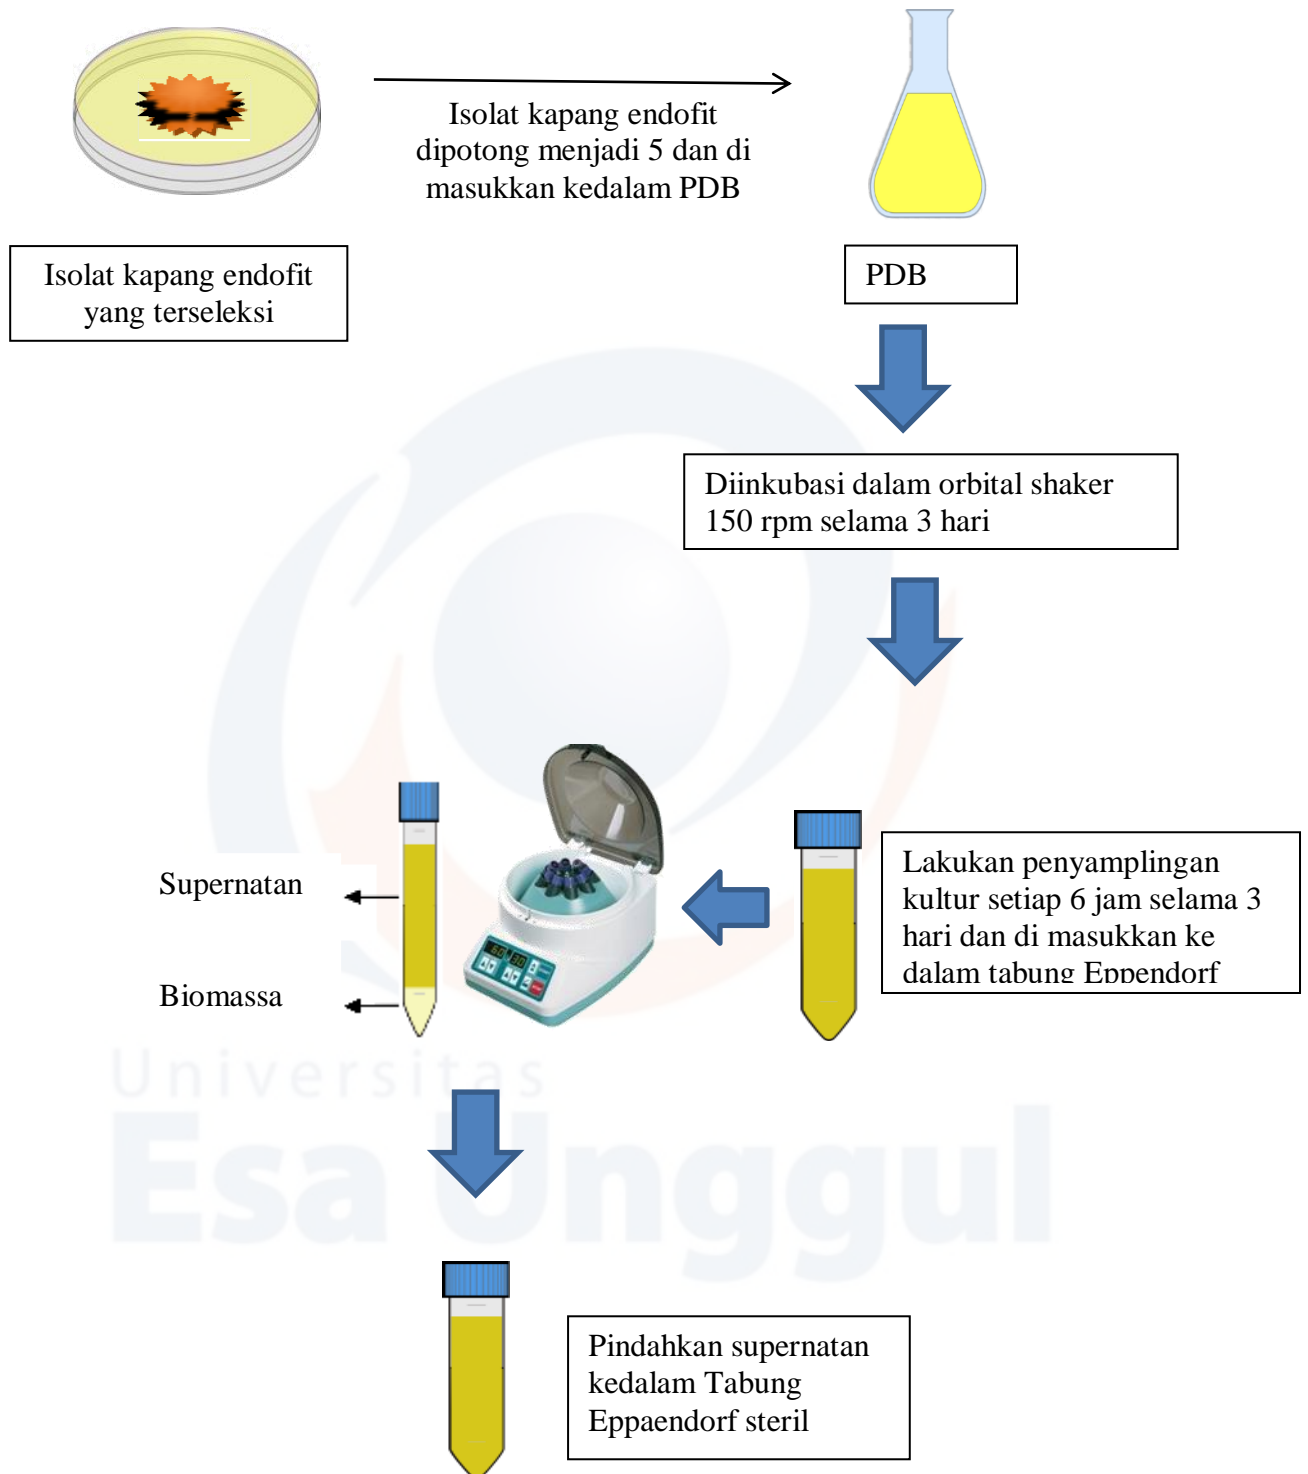 Isolat kapang endofit
dipotong menjadi 5 dan di
masukkan kedalam PDB
Isolat kapang endofit
yang terseleksi
PDB
Diinkubasi dalam orbital shaker
150 rpm selama 3 hari
Lakukan penyamplingan
kultur setiap 6 jam selama 3
hari dan di masukkan ke
dalam tabung Eppendorf
Supernatan
Biomassa
Universitas
Esa Unggul
Pindahkan supernatan
kedalam Tabung
Eppaendorf steril